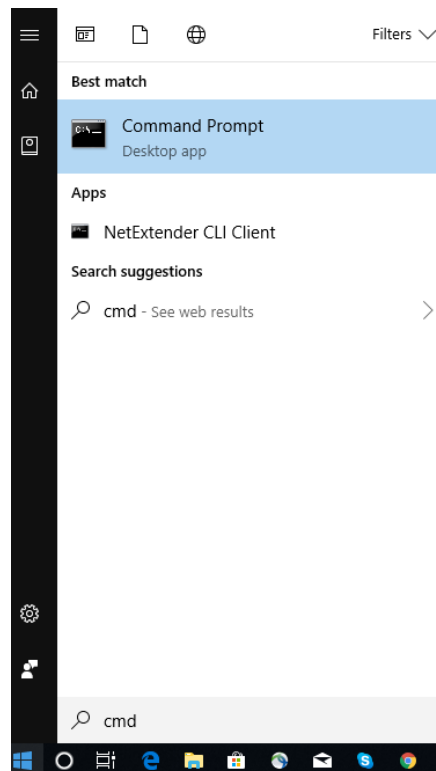 Filters
Best match
Command Prompt
Desktop app
Apps
NetExtender CLI Client
Search suggestions
cmd - See web results
cmd